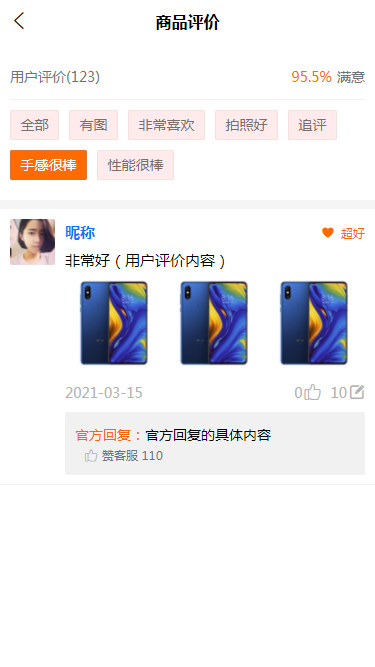 商品评价
用户评价(123) 95.5% 满意
全部 有图 非常喜欢 拍照好 追评
手感很棒 性能很棒
昵称 超好
非常好（用户评价内容）
2021-03-15 0 10
官方回复：官方回复的具体内容
赞客服 110